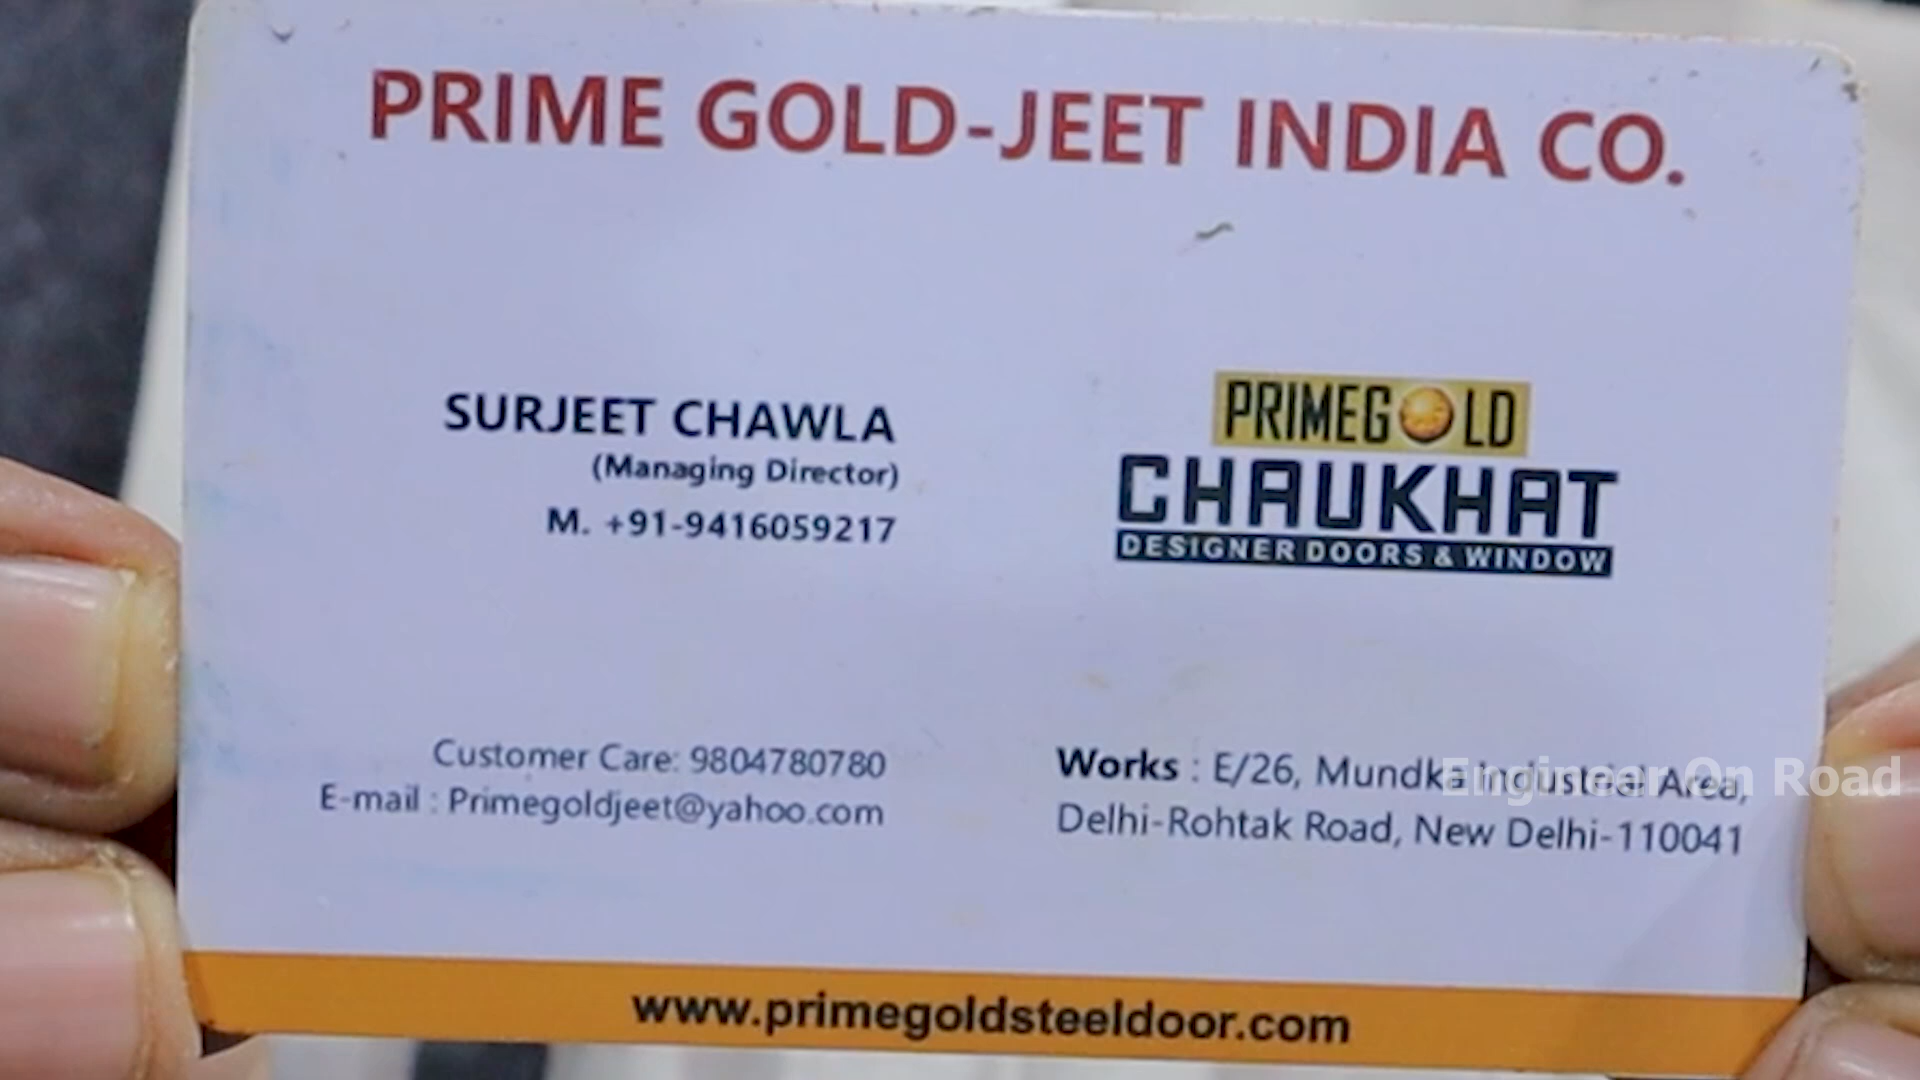 PRIME GOLD-JEET INDIA CO.
SURJEET CHAWLA
(Managing Director)
M. +91-9416059217
PRIMEGOLD
CHAUKHAT
DESIGNER DOORS & WINDOW
Customer Care: 9804780780
E-mail : Primegoldjeet@yahoo.com
Works : E/26, Mundka Industrial Area,
Delhi-Rohtak Road, New Delhi-110041
Engineer On Road
www.primegoldsteeldoor.com